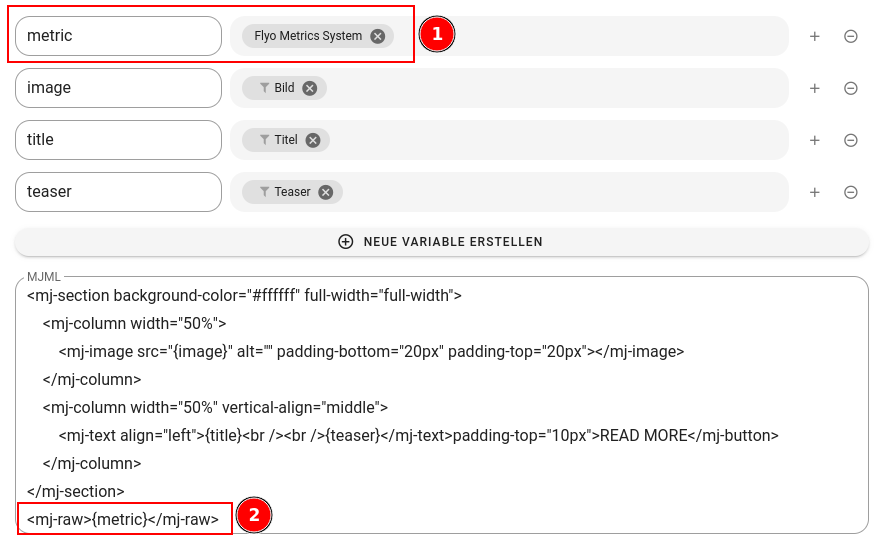 metric Flyo Metrics System 1
image Bild
title Titel
teaser Teaser
NEUE VARIABLE ERSTELLEN
MJML
<mj-section background-color="#ffffff" full-width="full-width">
<mj-column width="50%">
<mj-image src="{image}" alt="" padding-bottom="20px" padding-top="20px"></mj-image>
</mj-column>
<mj-column width="50%" vertical-align="middle">
<mj-text align="left">{title}<br /><br />{teaser}</mj-text>padding-top="10px">READ MORE</mj-button>
</mj-column>
</mj-section>
<mj-raw>{metric}</mj-raw> 2